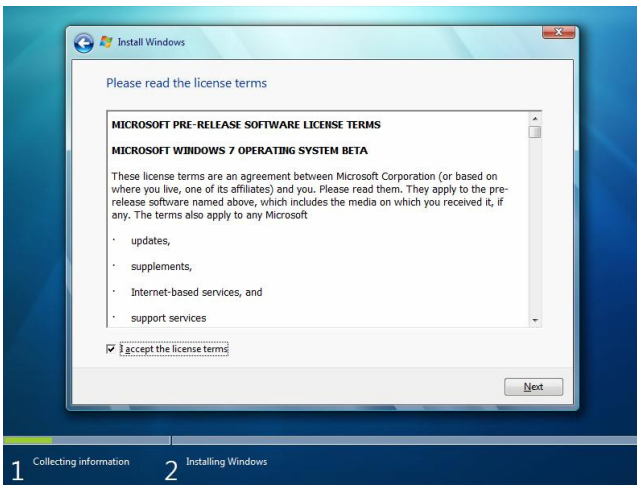 Install Windows
Please read the license terms
MICROSOFT PRE-RELEASE SOFTWARE LICENSE TERMS
MICROSOFT WINDOWS 7 OPERATING SYSTEM BETA
These license terms are an agreement between Microsoft Corporation (or based on
where you live, one of its affiliates) and you. Please read them. They apply to the pre-
release software named above, which includes the media on which you received it, if
any. The terms also apply to any Microsoft
· updates,
· supplements,
· Internet-based services, and
· support services
I accept the license terms
Next
1 Collecting information 2 Installing Windows